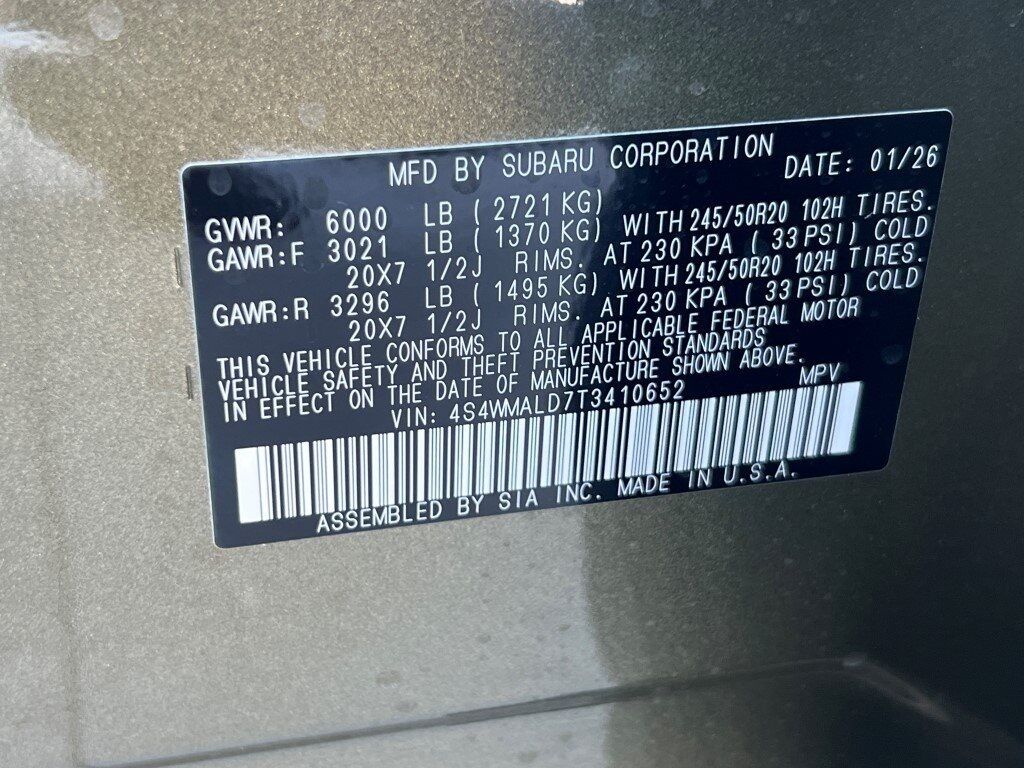 MFD BY SUBARU CORPORATION DATE: 01/26
GVWR: 6000 LB ( 2721 KG)
GAWR:F 3021 LB ( 1370 KG) WITH 245/50R20 102H TIRES.
20X7 1/2J RIMS. AT 230 KPA ( 33 PSI) COLD
GAWR:R 3296 LB ( 1495 KG) WITH 245/50R20 102H TIRES.
20X7 1/2J RIMS. AT 230 KPA ( 33 PSI) COLD
THIS VEHICLE CONFORMS TO ALL APPLICABLE FEDERAL MOTOR
VEHICLE SAFETY AND THEFT PREVENTION STANDARDS
IN EFFECT ON THE DATE OF MANUFACTURE SHOWN ABOVE.
VIN: 4S4WMALD7T3410652 MPV
ASSEMBLED BY SIA INC. MADE IN U.S.A.